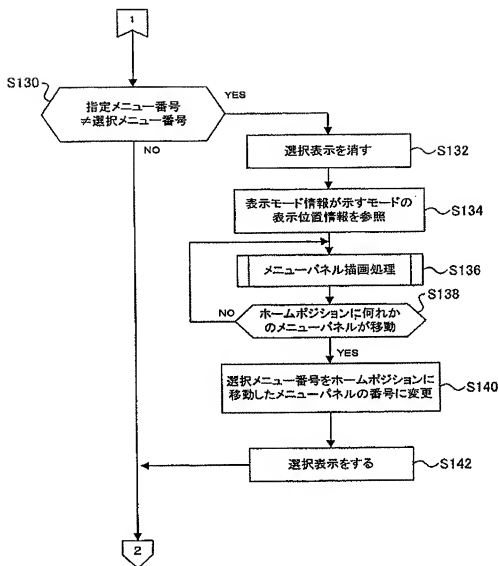 1
S130
指定メニュー番号
≠選択メニュー番号
YES
NO
選択表示を消す
S132
表示モード情報が示すモードの
表示位置情報を参照
S134
メニューパネル描画処理
S136
ホームポジションに何れか
のメニューパネルが移動
S138
NO
YES
選択メニュー番号をホームポジションに
移動したメニューパネルの番号に変更
S140
選択表示をする
S142
2